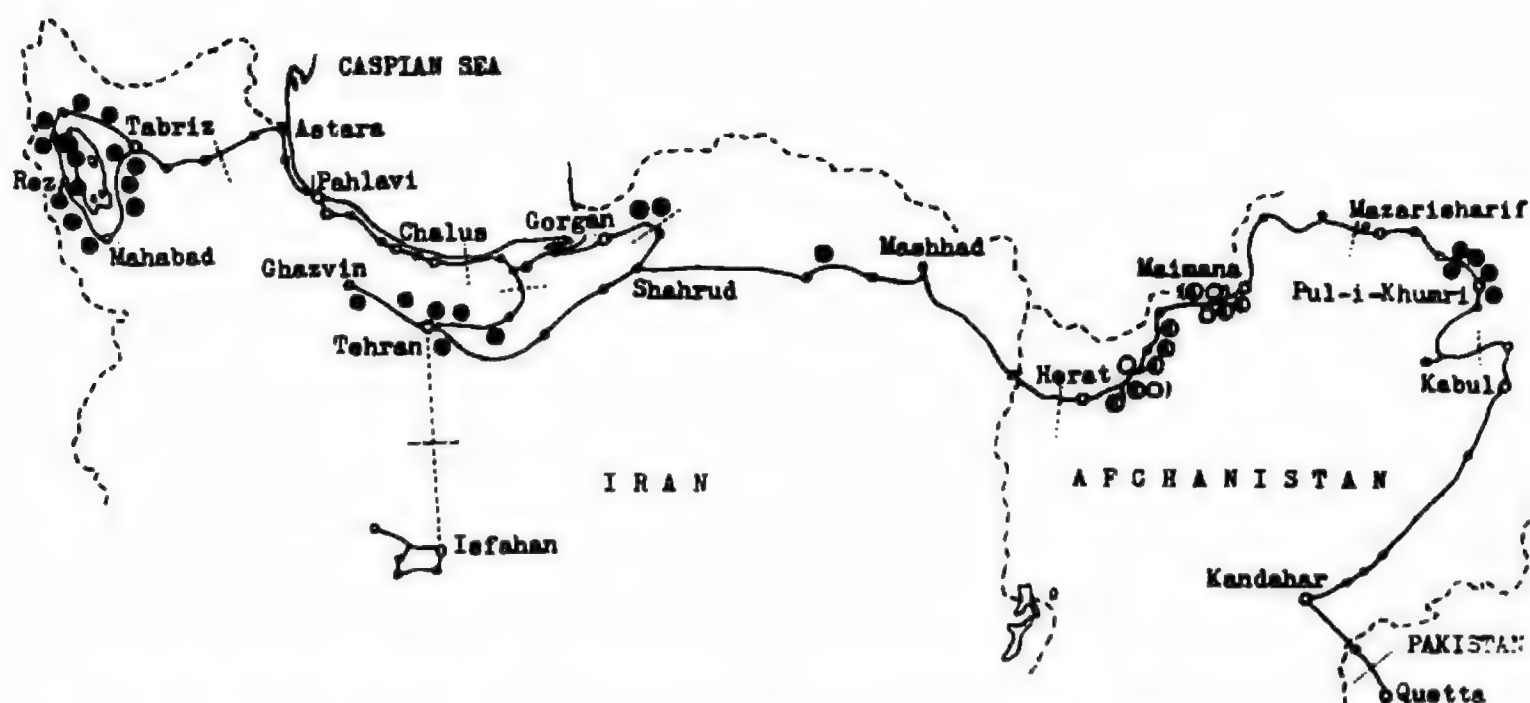 CASPIAN SEA
Tabriz
Astara
Rez
Pahlavi
Mahabad
Chalus
Gorgan
Ghazvin
Mashhad
Mazarisharif
Maimana
Shahrud
Pul-i-Khumri
Tehran
Herat
Kabul
IRAN
AFGHANISTAN
Isfahan
Kandahar
PAKISTAN
Quetta